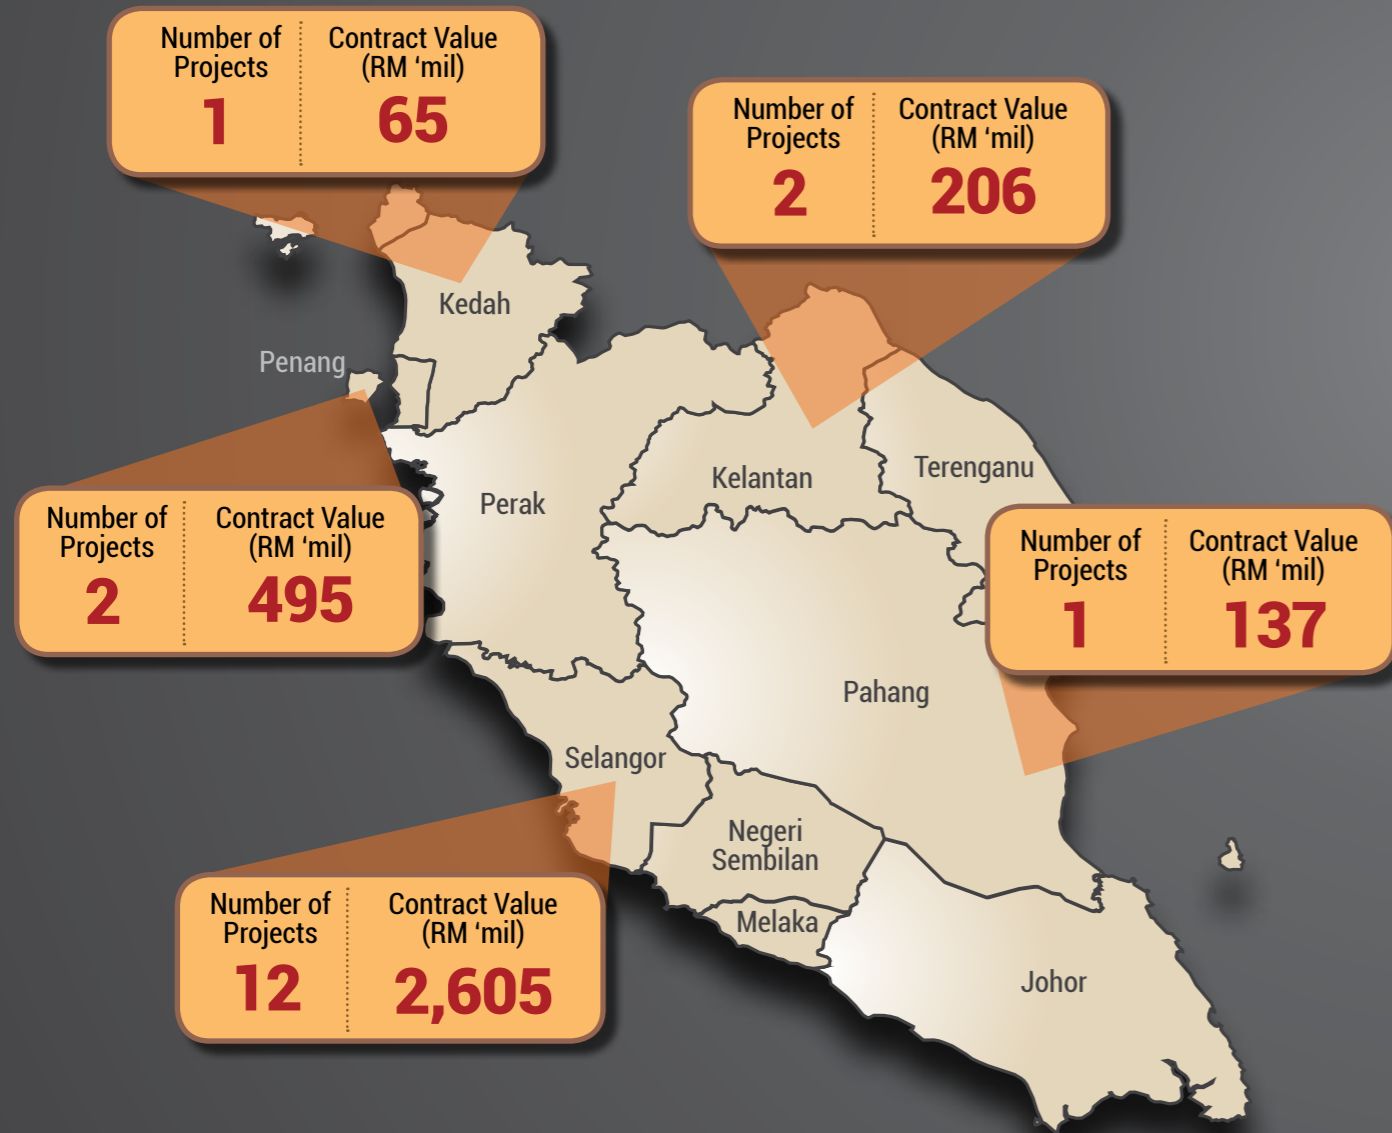 Number of
Projects
1
Contract Value
(RM ‘mil)
65
Number of
Projects
2
Contract Value
(RM ‘mil)
206
Kedah
Penang
Perak
Kelantan
Terenganu
Number of
Projects
2
Contract Value
(RM ‘mil)
495
Number of
Projects
1
Contract Value
(RM ‘mil)
137
Pahang
Selangor
Negeri
Sembilan
Melaka
Johor
Number of
Projects
12
Contract Value
(RM ‘mil)
2,605